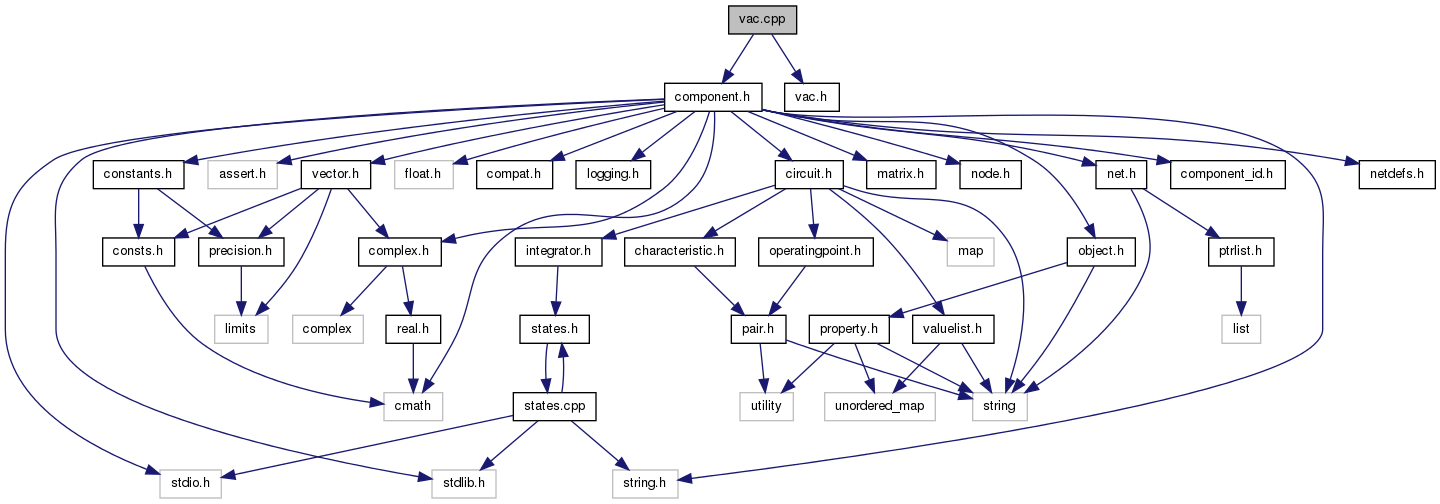 vac.cpp
component.h
vac.h
constants.h
assert.h
vector.h
float.h
compat.h
logging.h
circuit.h
matrix.h
node.h
net.h
component_id.h
netdefs.h
consts.h
precision.h
complex.h
integrator.h
characteristic.h
operatingpoint.h
map
object.h
ptrlist.h
limits
complex
real.h
states.h
pair.h
property.h
valuelist.h
list
cmath
states.cpp
utility
unordered_map
string
stdio.h
stdlib.h
string.h